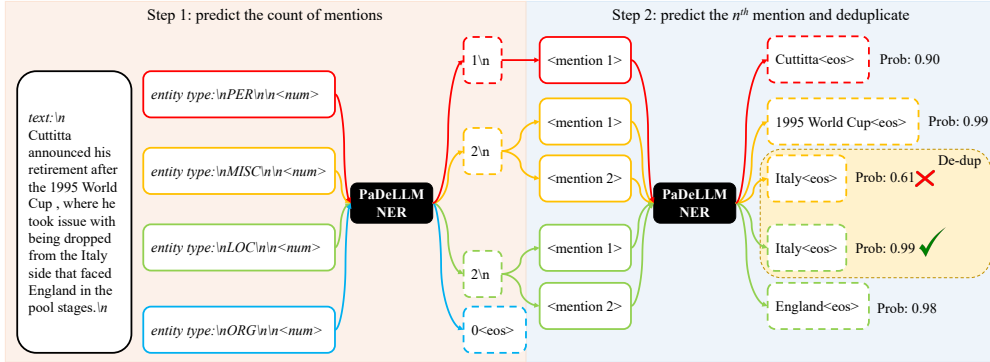 Step 1: predict the count of mentions
Step 2: predict the nth mention and deduplicate
text:\n
Cuttitta
announced his
retirement after
the 1995 World
Cup , where he
took issue with
being dropped
from the Italy
side that faced
England in the
pool stages.\n
entity type:\nPER\n\n<num>
entity type:\nMISC\n\n<num>
entity type:\nLOC\n\n<num>
entity type:\nORG\n\n<num>
PaDeLLM
NER
1\n
2\n
2\n
0<eos>
<mention 1>
<mention 1>
<mention 2>
<mention 1>
<mention 2>
PaDeLLM
NER
Cuttitta<eos>
Prob: 0.90
1995 World Cup<eos>
Prob: 0.99
De-dup
Italy<eos>
Prob: 0.61
Italy<eos>
Prob: 0.99
England<eos>
Prob: 0.98